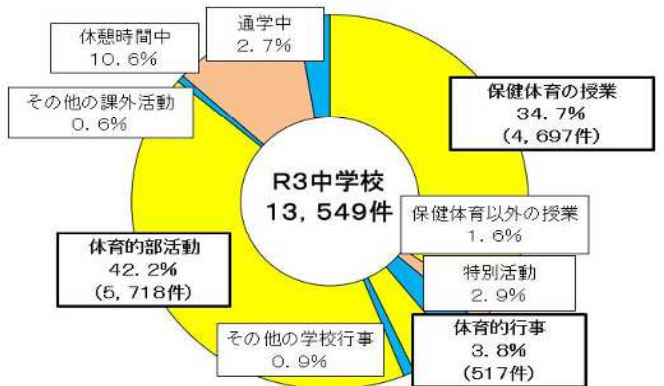 通学中
2.7%
休憩時間中
10.6%
その他の課外活動
0.6%
保健体育の授業
34.7%
(4,697件)
R3中学校
13,549件
保健体育以外の授業
1.6%
体育的部活動
42.2%
(5,718件)
特別活動
2.9%
その他の学校行事
0.9%
体育的行事
3.8%
(517件)